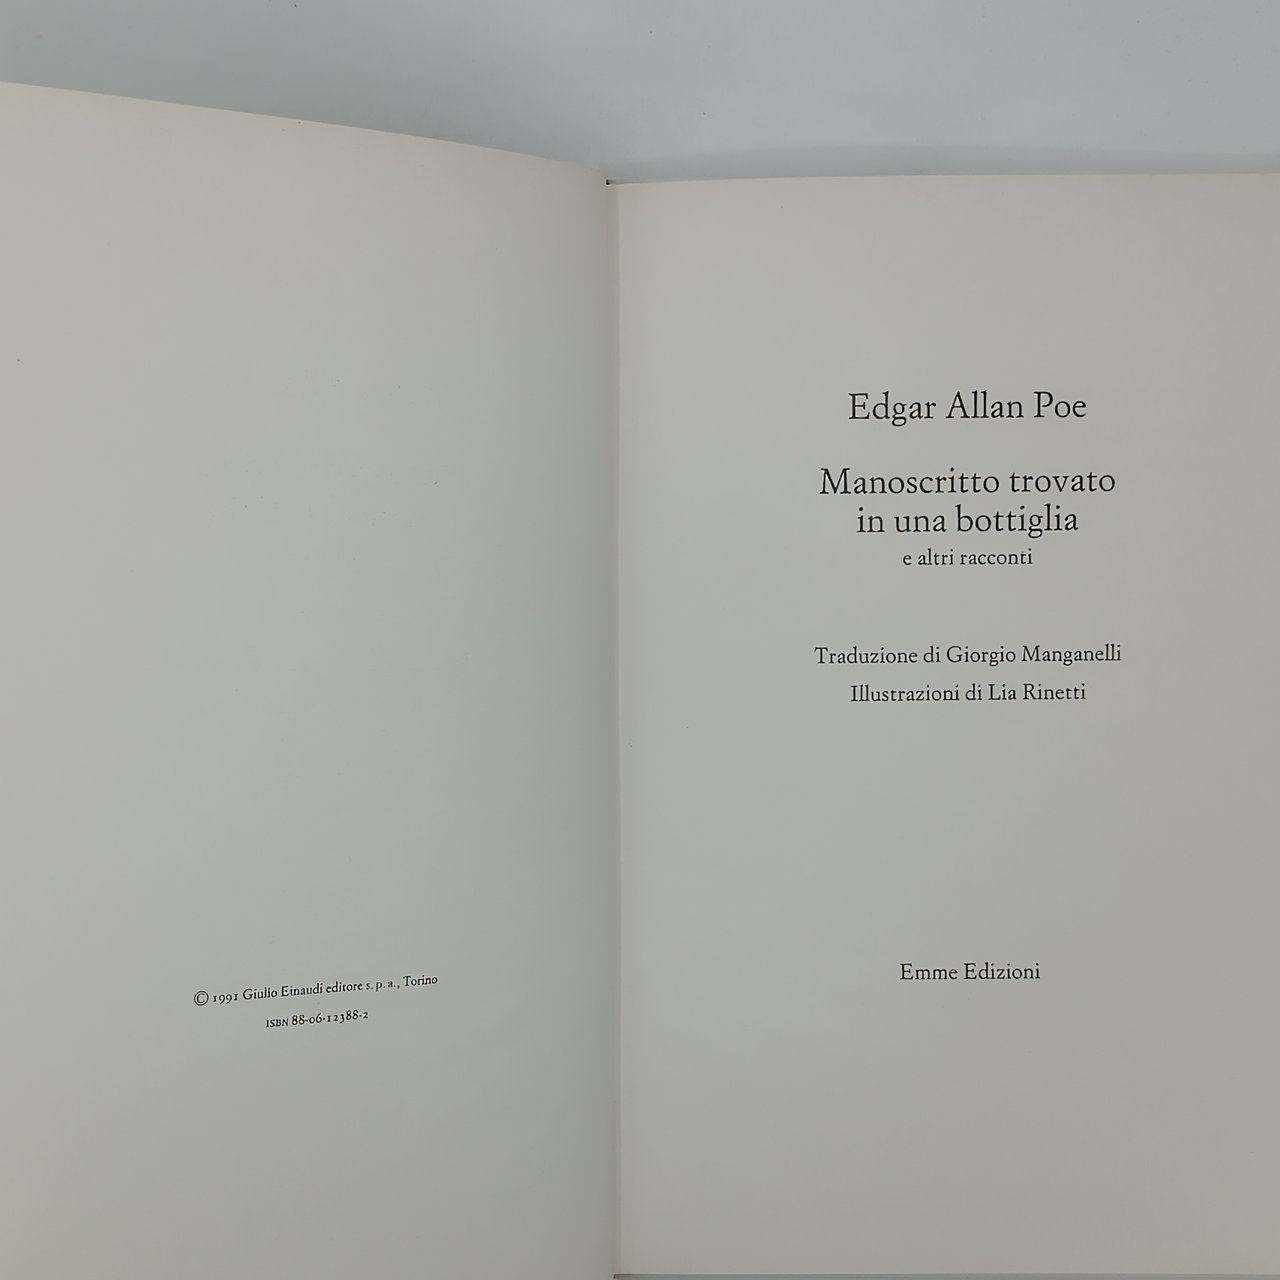 © 1991 Giulio Einaudi editore s. p. a., Torino
ISBN 88-06-12388-2
Edgar Allan Poe
Manoscritto trovato
in una bottiglia
e altri racconti
Traduzione di Giorgio Manganelli
Illustrazioni di Lia Rinetti
Emme Edizioni